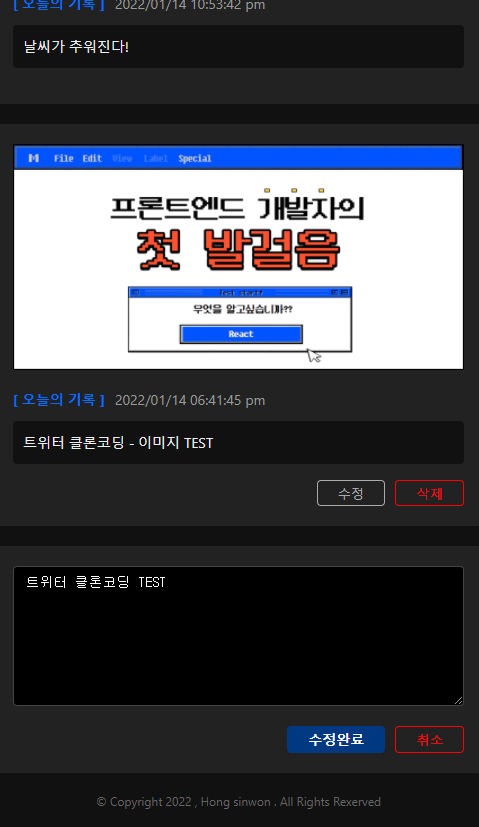 [ 오늘의 기록 ] 2022/01/14 10:53:42 pm
날씨가 추워진다!
M File Edit View Label Special
프론트엔드 개발자의
첫 발걸음
무엇을 알고싶습니까??
React
[ 오늘의 기록 ] 2022/01/14 06:41:45 pm
트위터 클론코딩 - 이미지 TEST
수정 삭제
트위터 클론코딩 TEST
수정완료 취소
© Copyright 2022 , Hong sinwon . All Rights Rexerved